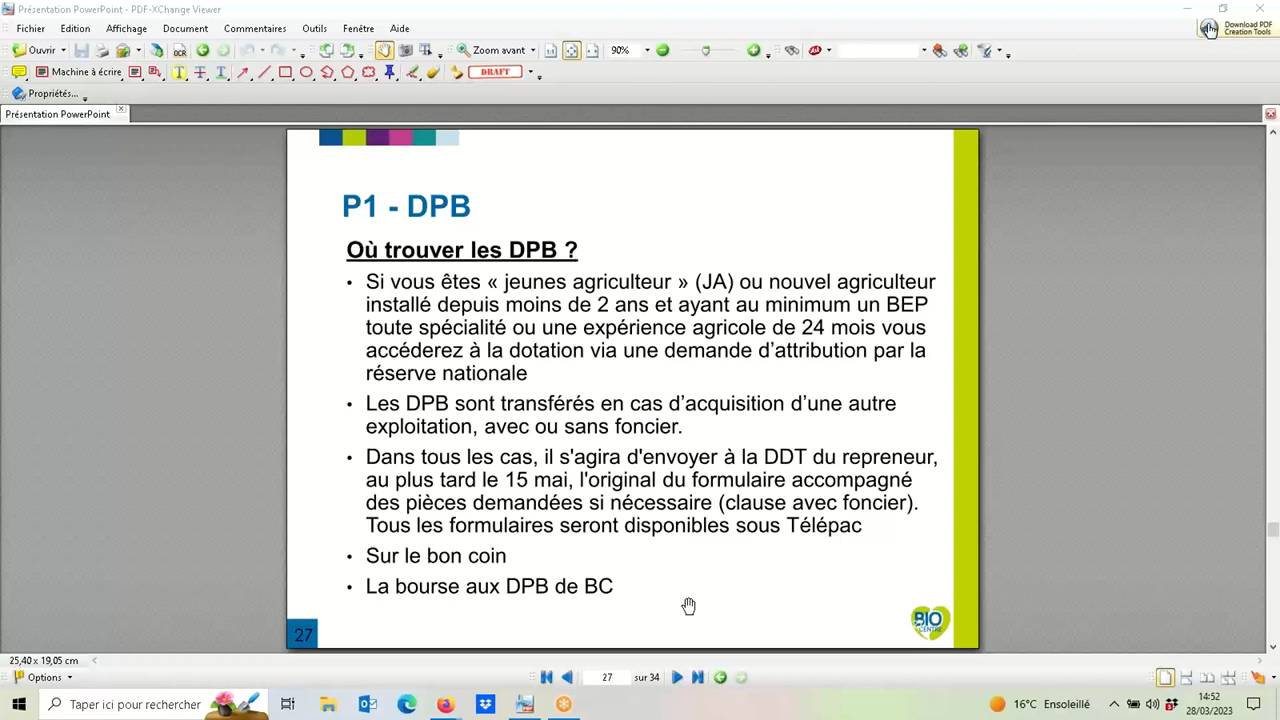 Présentation PowerPoint - PDF-XChange Viewer
Fichier Edition Affichage Document Commentaires Outils Fenêtre Aide
Download PDF
Creation Tools
Ouvrir OCR Zoom avant 90%
Machine à écrire DRAFT
Propriétés...
Présentation PowerPoint
P1 - DPB
Où trouver les DPB ?
• Si vous êtes « jeunes agriculteur » (JA) ou nouvel agriculteur
installé depuis moins de 2 ans et ayant au minimum un BEP
toute spécialité ou une expérience agricole de 24 mois vous
accéderez à la dotation via une demande d’attribution par la
réserve nationale
• Les DPB sont transférés en cas d’acquisition d’une autre
exploitation, avec ou sans foncier.
• Dans tous les cas, il s'agira d'envoyer à la DDT du repreneur,
au plus tard le 15 mai, l'original du formulaire accompagné
des pièces demandées si nécessaire (clause avec foncier).
Tous les formulaires seront disponibles sous Télépac
• Sur le bon coin
• La bourse aux DPB de BC
27
BIO
CENTRE
25,40 x 19,05 cm
Options 27 sur 34
Taper ici pour rechercher
16°C Ensoleillé
14:52
28/03/2023